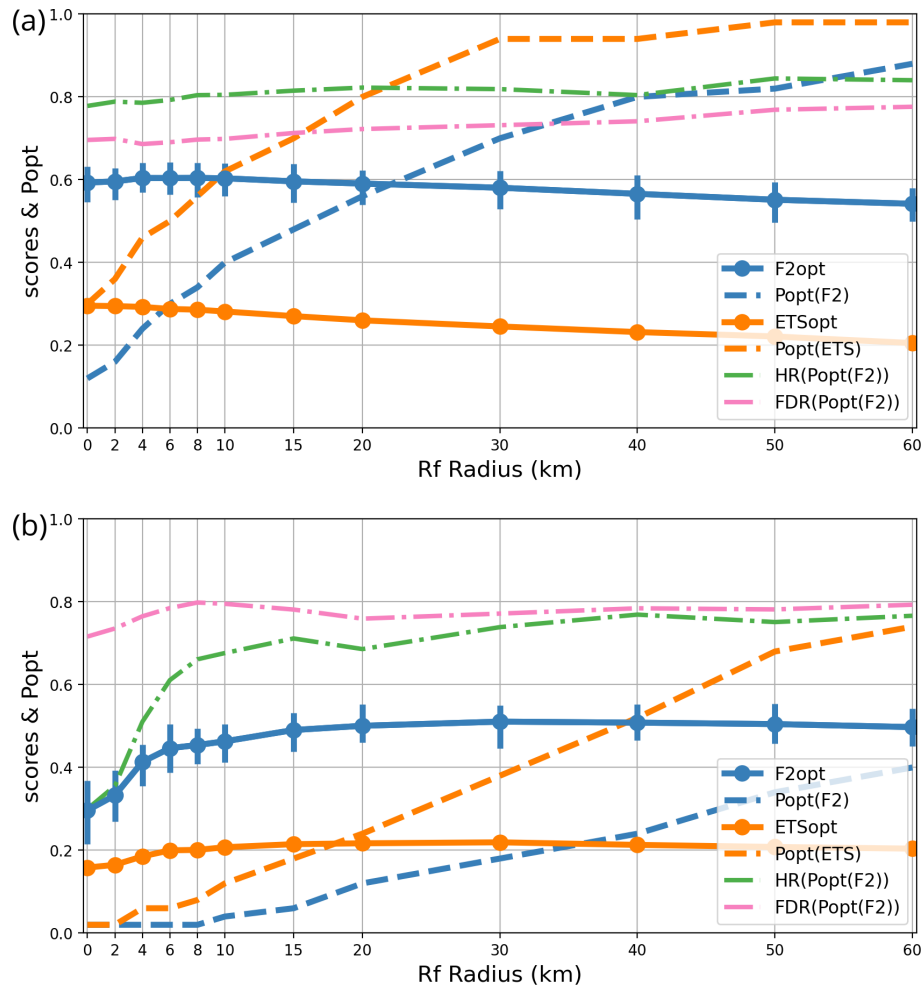 (a)
1.0
0.8
0.6
0.4
0.2
0.0
scores & Popt
F2opt
Popt(F2)
ETSopt
Popt(ETS)
HR(Popt(F2))
FDR(Popt(F2))
0 2 4 6 8 10 15 20 30 40 50 60
Rf Radius (km)
(b)
1.0
0.8
0.6
0.4
0.2
0.0
scores & Popt
F2opt
Popt(F2)
ETSopt
Popt(ETS)
HR(Popt(F2))
FDR(Popt(F2))
0 2 4 6 8 10 15 20 30 40 50 60
Rf Radius (km)